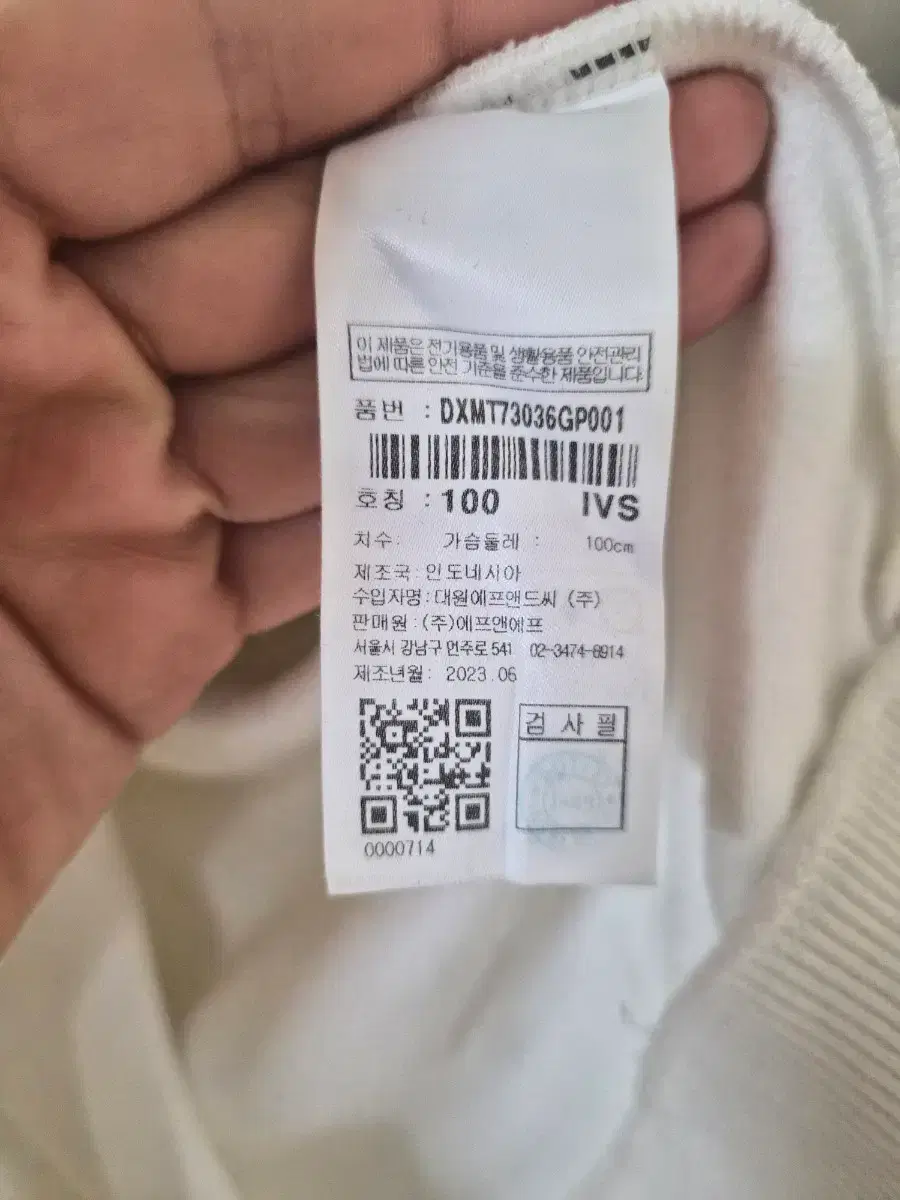 이 제품은 전기용품 및 생활용품 안전관리
법에 따른 안전 기준을 준수한 제품입니다.
품번 : DXMT73036GP001
호칭 : 100 IVS
치수: 가슴둘레 : 100cm
제조국: 인도네시아
수입자명: 대원에프앤드씨 (주)
판매원 : (주)에프앤에프
서울시 강남구 언주로 541 02-3474-8914
제조년월: 2023.06
검 사 필
0000714